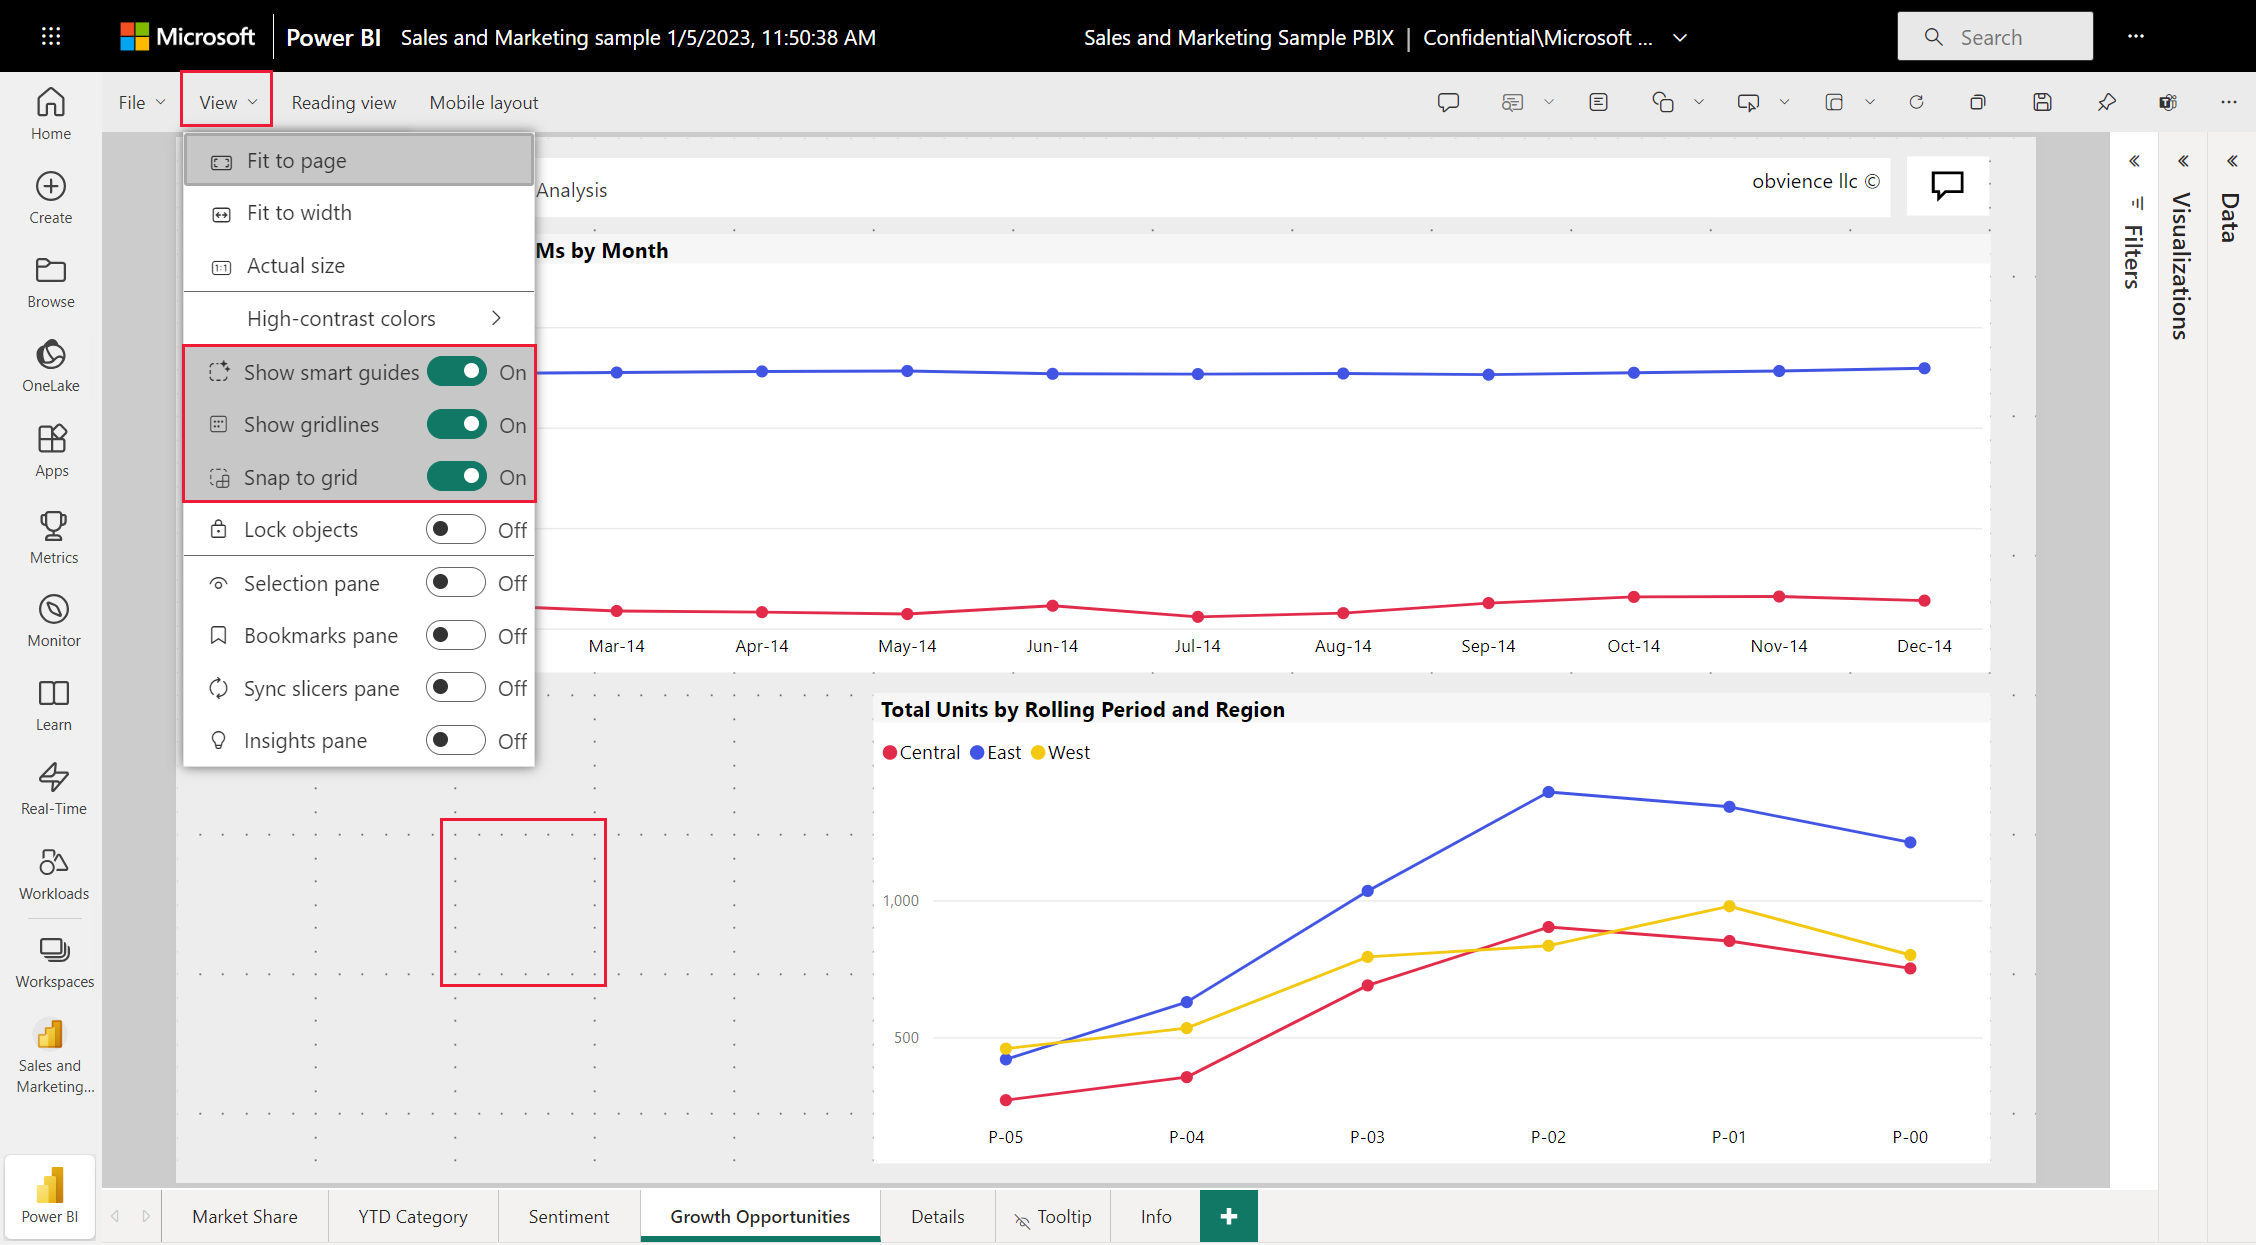 Microsoft
Power BI
Sales and Marketing sample 1/5/2023, 11:50:38 AM
Sales and Marketing Sample PBIX | Confidential\Microsoft ...
Search
Home
Create
Browse
OneLake
Apps
Metrics
Monitor
Learn
Real-Time
Workloads
Workspaces
Sales and
Marketing...
Power BI
File
View
Reading view
Mobile layout
Fit to page
Fit to width
Actual size
High-contrast colors
Show smart guides On
Show gridlines On
Snap to grid On
Lock objects Off
Selection pane Off
Bookmarks pane Off
Sync slicers pane Off
Insights pane Off
Analysis
obvience llc ©
Ms by Month
Mar-14 Apr-14 May-14 Jun-14 Jul-14 Aug-14 Sep-14 Oct-14 Nov-14 Dec-14
Total Units by Rolling Period and Region
Central East West
1,000
500
P-05 P-04 P-03 P-02 P-01 P-00
Filters
Visualizations
Data
Market Share
YTD Category
Sentiment
Growth Opportunities
Details
Tooltip
Info